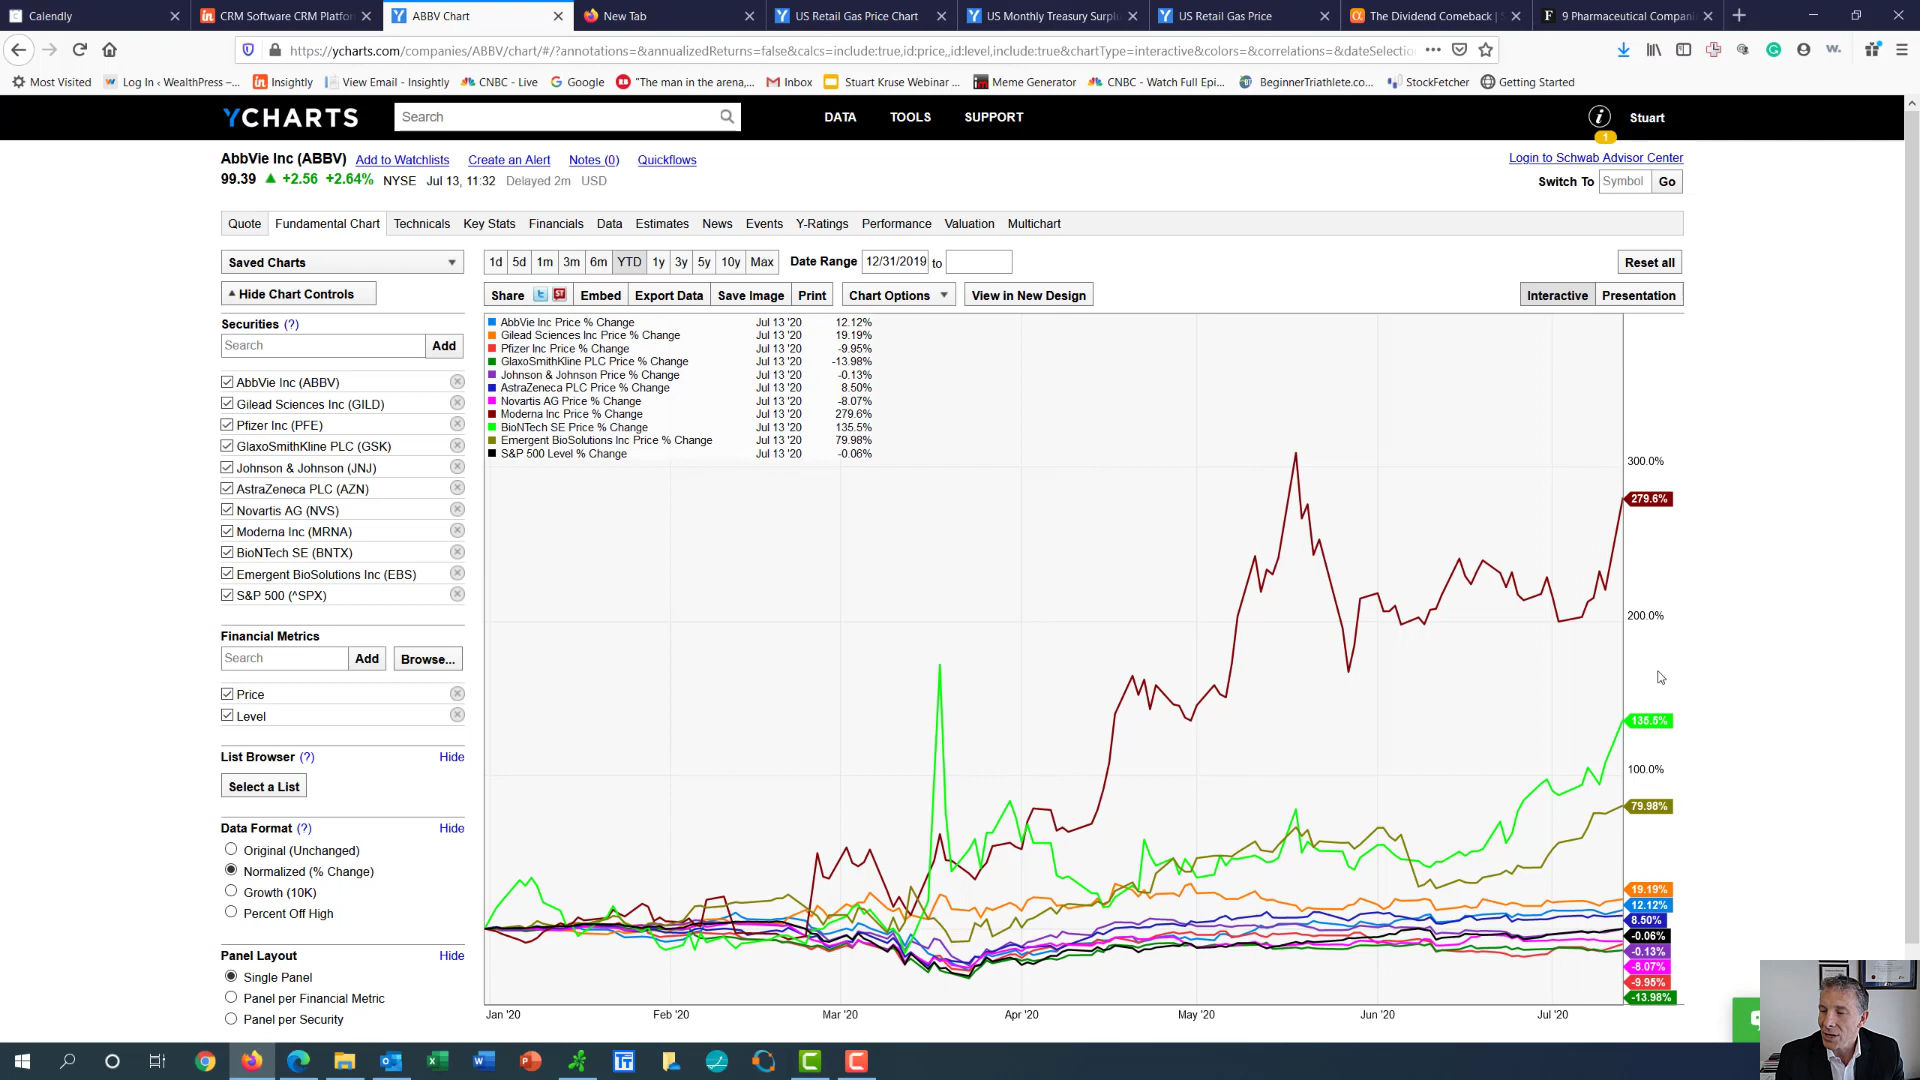 Calendly
CRM Software CRM Platfor
ABBV Chart
New Tab
US Retail Gas Price Chart
US Monthly Treasury Surplu
US Retail Gas Price
The Dividend Comeback |
9 Pharmaceutical Compani
https://ycharts.com/companies/ABBV/chart/#/?annotations=&annualizedReturns=false&calcs=include:true,id:price,,id:level,include:true&chartType=interactive&colors=&correlations=&dateSelectio
Most Visited
Log In ‹ WealthPress –...
Insightly
View Email - Insightly
CNBC - Live
Google
"The man in the arena,...
Inbox
Stuart Kruse Webinar ...
Meme Generator
CNBC - Watch Full Epi...
BeginnerTriathlete.co...
StockFetcher
Getting Started
YCHARTS
Search
DATA
TOOLS
SUPPORT
1
Stuart
AbbVie Inc (ABBV)
Add to Watchlists
Create an Alert
Notes (0)
Quickflows
Login to Schwab Advisor Center
99.39 +2.56 +2.64% NYSE Jul 13, 11:32 Delayed 2m USD
Switch To Symbol Go
Quote
Fundamental Chart
Technicals
Key Stats
Financials
Data
Estimates
News
Events
Y-Ratings
Performance
Valuation
Multichart
Saved Charts
1d 5d 1m 3m 6m YTD 1y 3y 5y 10y Max
Date Range 12/31/2019 to
Reset all
Hide Chart Controls
Share
Embed
Export Data
Save Image
Print
Chart Options
View in New Design
Interactive
Presentation
Securities (?)
Search Add
AbbVie Inc (ABBV)
Gilead Sciences Inc (GILD)
Pfizer Inc (PFE)
GlaxoSmithKline PLC (GSK)
Johnson & Johnson (JNJ)
AstraZeneca PLC (AZN)
Novartis AG (NVS)
Moderna Inc (MRNA)
BioNTech SE (BNTX)
Emergent BioSolutions Inc (EBS)
S&P 500 (^SPX)
Financial Metrics
Search Add Browse...
Price
Level
List Browser (?) Hide
Select a List
Data Format (?) Hide
Original (Unchanged)
Normalized (% Change)
Growth (10K)
Percent Off High
Panel Layout Hide
Single Panel
Panel per Financial Metric
Panel per Security
AbbVie Inc Price % Change Jul 13 '20 12.12%
Gilead Sciences Inc Price % Change Jul 13 '20 19.19%
Pfizer Inc Price % Change Jul 13 '20 -9.95%
GlaxoSmithKline PLC Price % Change Jul 13 '20 -13.98%
Johnson & Johnson Price % Change Jul 13 '20 -0.13%
AstraZeneca PLC Price % Change Jul 13 '20 8.50%
Novartis AG Price % Change Jul 13 '20 -8.07%
Moderna Inc Price % Change Jul 13 '20 279.6%
BioNTech SE Price % Change Jul 13 '20 135.5%
Emergent BioSolutions Inc Price % Change Jul 13 '20 79.98%
S&P 500 Level % Change Jul 13 '20 -0.06%
300.0%
279.6%
200.0%
135.5%
100.0%
79.98%
19.19%
12.12%
8.50%
-0.06%
-0.13%
-8.07%
-9.95%
-13.98%
Jan '20
Feb '20
Mar '20
Apr '20
May '20
Jun '20
Jul '20